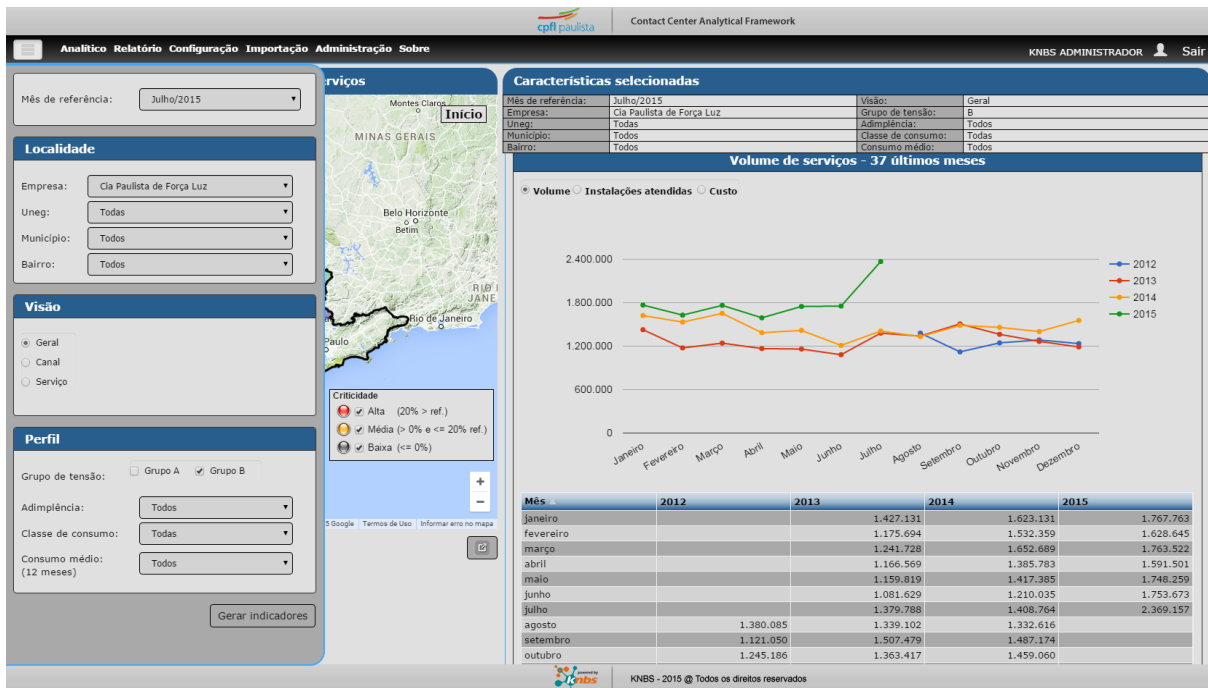 cpfl paulista
Contact Center Analytical Framework
Analítico Relatório Configuração Importação Administração Sobre
KNBS ADMINISTRADOR Sair
Mês de referência: Julho/2015
Localidade
Empresa: Cia Paulista de Força Luz
Uneg: Todas
Município: Todos
Bairro: Todos
Visão
Geral
Canal
Serviço
Perfil
Grupo de tensão: Grupo A Grupo B
Adimplência: Todos
Classe de consumo: Todas
Consumo médio: Todos
(12 meses)
Gerar indicadores
rviços
Montes Claros
Início
MINAS GERAIS
Belo Horizonte
Betim
RIO
JANE
Rio de Janeiro
Paulo
Criticidade
Alta (20% > ref.)
Média (> 0% e <= 20% ref.)
Baixa (<= 0%)
+
−
5 Google Termos de Uso Informar erro no mapa
Características selecionadas
Mês de referência: Julho/2015 Visão: Geral
Empresa: Cia Paulista de Força Luz Grupo de tensão: B
Uneg: Todas Adimplência: Todos
Município: Todos Classe de consumo: Todas
Bairro: Todos Consumo médio: Todos
Volume de serviços - 37 últimos meses
Volume Instalações atendidas Custo
2.400.000
1.800.000
1.200.000
600.000
0
Janeiro Fevereiro Março Abril Maio Junho Julho Agosto Setembro Outubro Novembro Dezembro
2012
2013
2014
2015
Mês 2012 2013 2014 2015
janeiro 1.427.131 1.623.131 1.767.763
fevereiro 1.175.694 1.532.359 1.628.645
março 1.241.728 1.652.689 1.763.522
abril 1.166.569 1.385.783 1.591.501
maio 1.159.819 1.417.385 1.748.259
junho 1.081.629 1.210.035 1.753.673
julho 1.379.788 1.408.764 2.369.157
agosto 1.380.085 1.339.102 1.332.616
setembro 1.121.050 1.507.479 1.487.174
outubro 1.245.186 1.363.417 1.459.060
powered by
Knbs
KNBS - 2015 @ Todos os direitos reservados